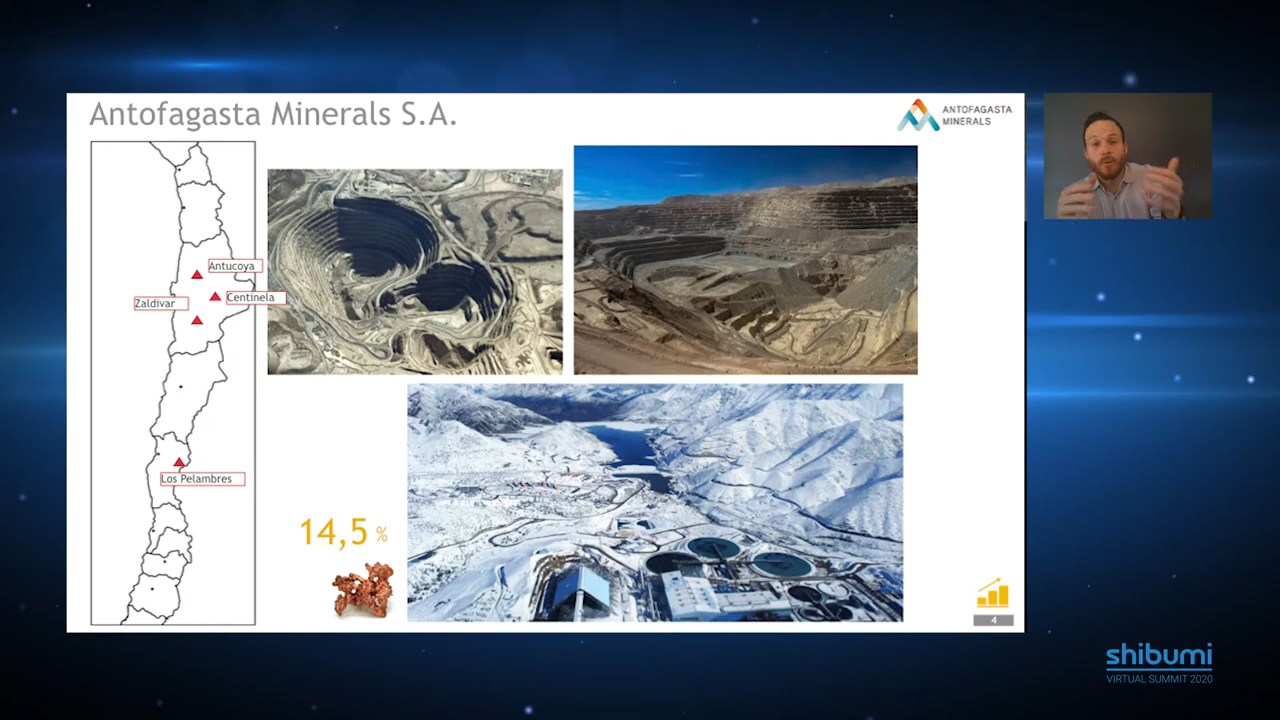 Antofagasta Minerals S.A.
ANTOFAGASTA
MINERALS
Antucoya
Centinela
Zaldivar
Los Pelambres
14,5 %
4
shibumi
VIRTUAL SUMMIT 2020